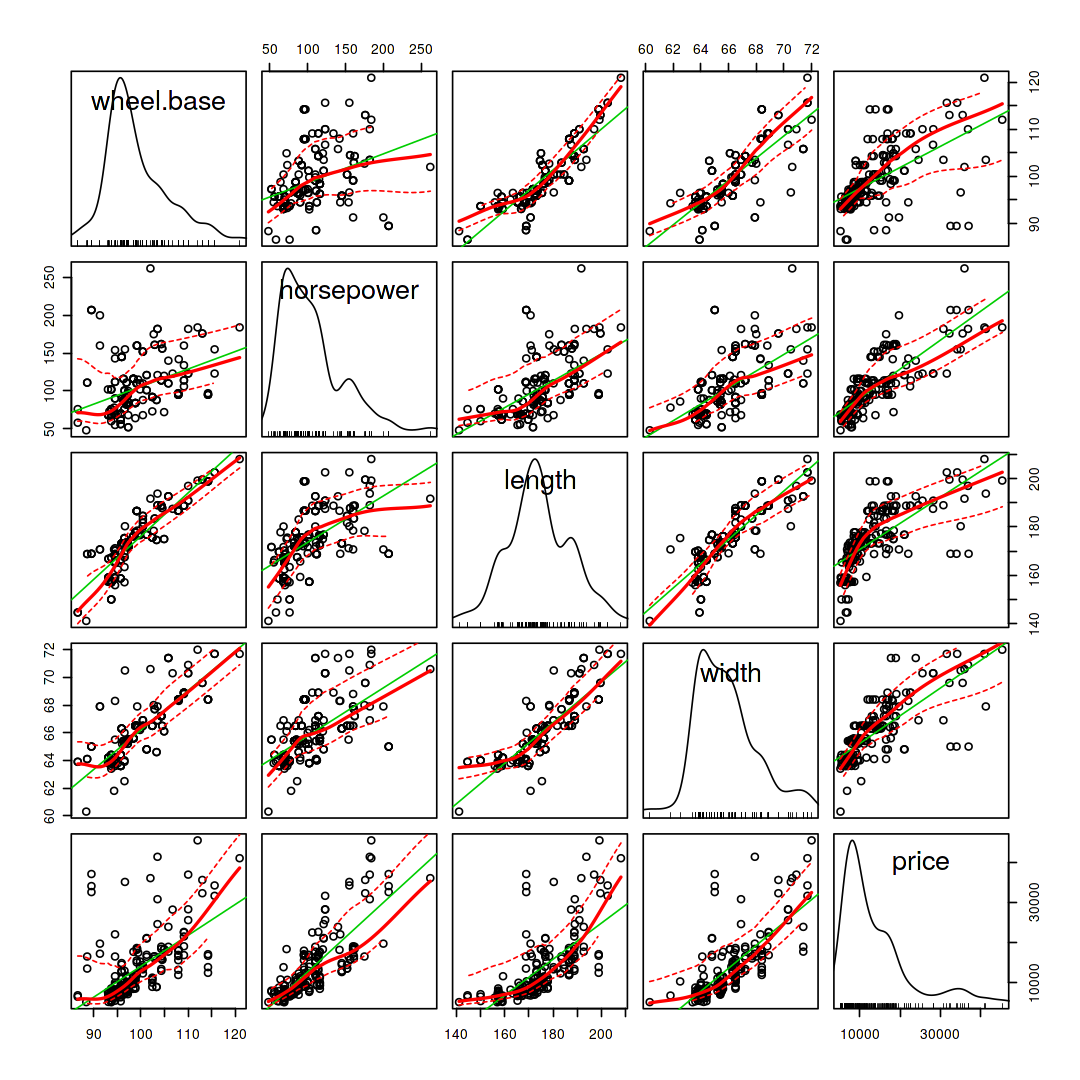 50 100 150 200 250 60 62 64 66 68 70 72
wheel.base
90 100 110 120
50 100 150 200 250
horsepower
length
140 160 180 200
60 62 64 66 68 70 72
width
price
10000 30000
90 100 110 120 140 160 180 200 10000 30000